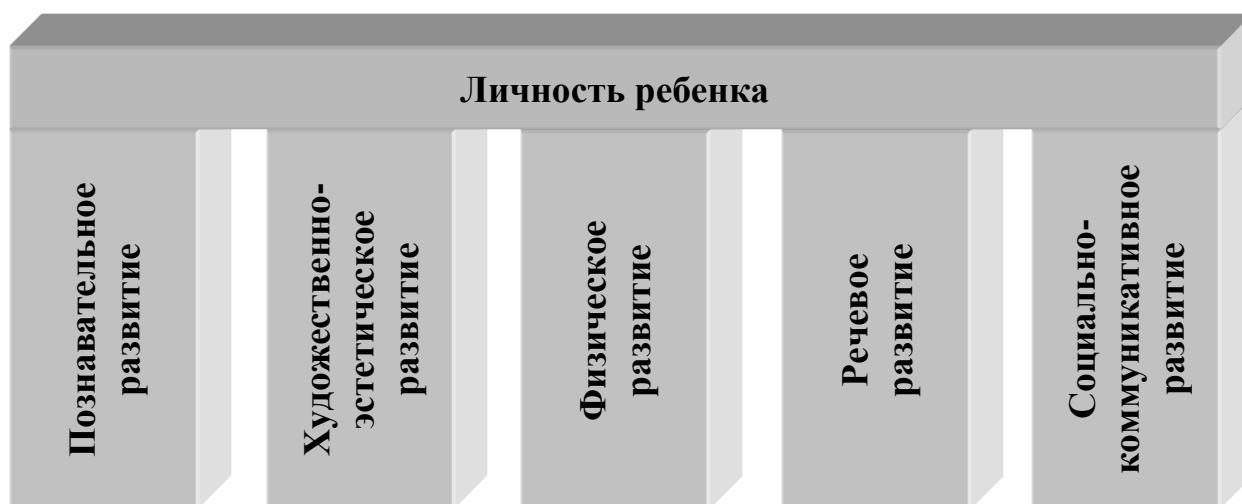 Личность ребенка
Познавательное
развитие
Художественно-
эстетическое
развитие
Физическое
развитие
Речевое
развитие
Социально-
коммуникативное
развитие